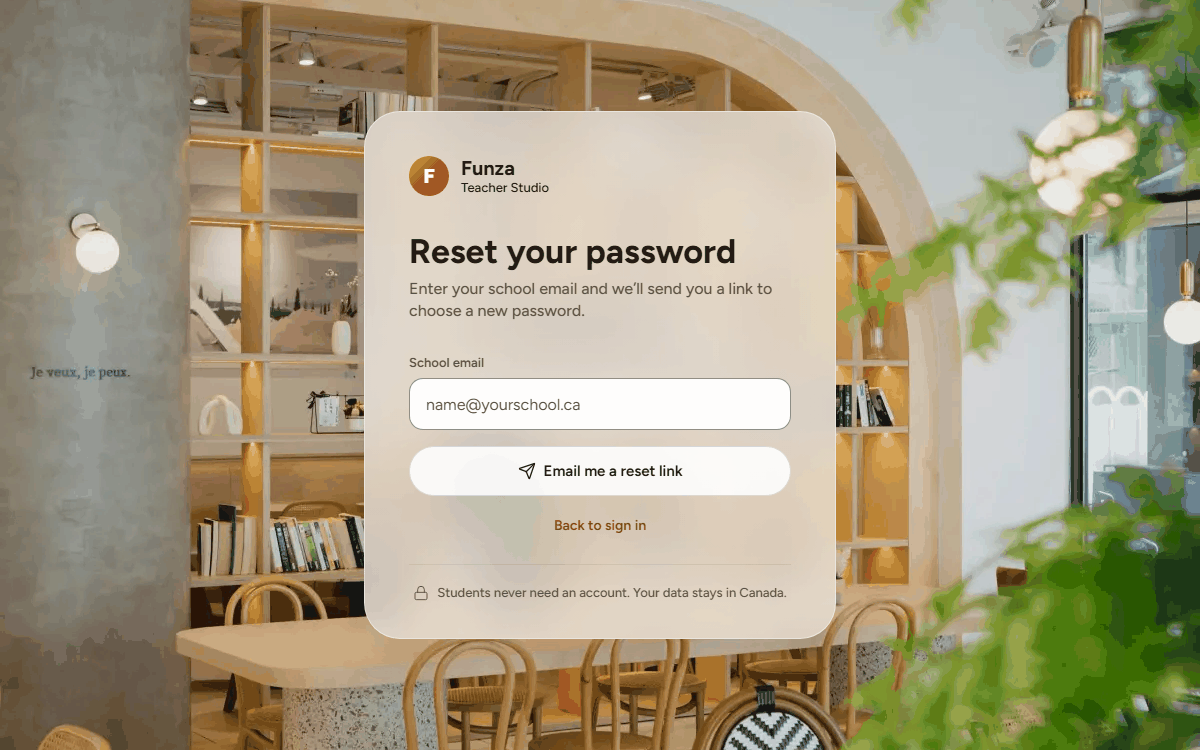 F
Funza
Teacher Studio
Reset your password
Enter your school email and we’ll send you a link to
choose a new password.
Je veux, je peux.
School email
name@yourschool.ca
Email me a reset link
Back to sign in
Students never need an account. Your data stays in Canada.